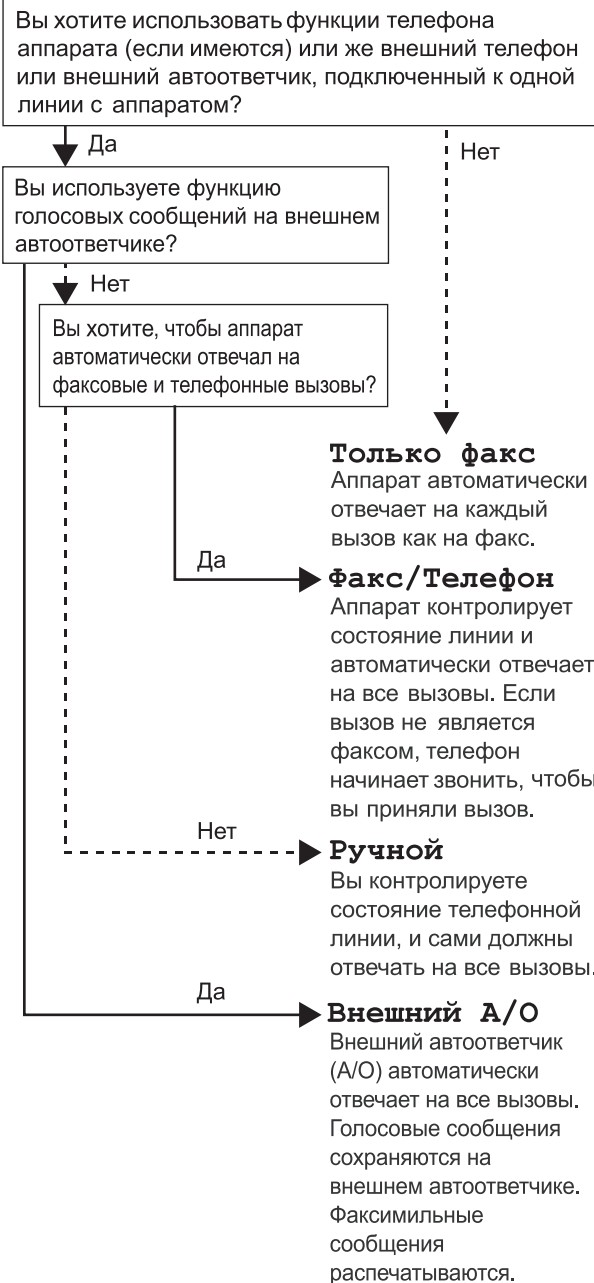 Вы хотите использовать функции телефона
аппарата (если имеются) или же внешний телефон
или внешний автоответчик, подключенный к одной
линии с аппаратом?
Да
Нет
Вы используете функцию
голосовых сообщений на внешнем
автоответчике?
Нет
Вы хотите, чтобы аппарат
автоматически отвечал на
факсовые и телефонные вызовы?
Только факс
Аппарат автоматически
отвечает на каждый
вызов как на факс.
Да
Факс/Телефон
Аппарат контролирует
состояние линии и
автоматически отвечает
на все вызовы. Если
вызов не является
факсом, телефон
начинает звонить, чтобы
вы приняли вызов.
Нет
Ручной
Вы контролируете
состояние телефонной
линии, и сами должны
отвечать на все вызовы.
Да
Внешний А/О
Внешний автоответчик
(А/О) автоматически
отвечает на все вызовы.
Голосовые сообщения
сохраняются на
внешнем автоответчике.
Факсимильные
сообщения
распечатываются.